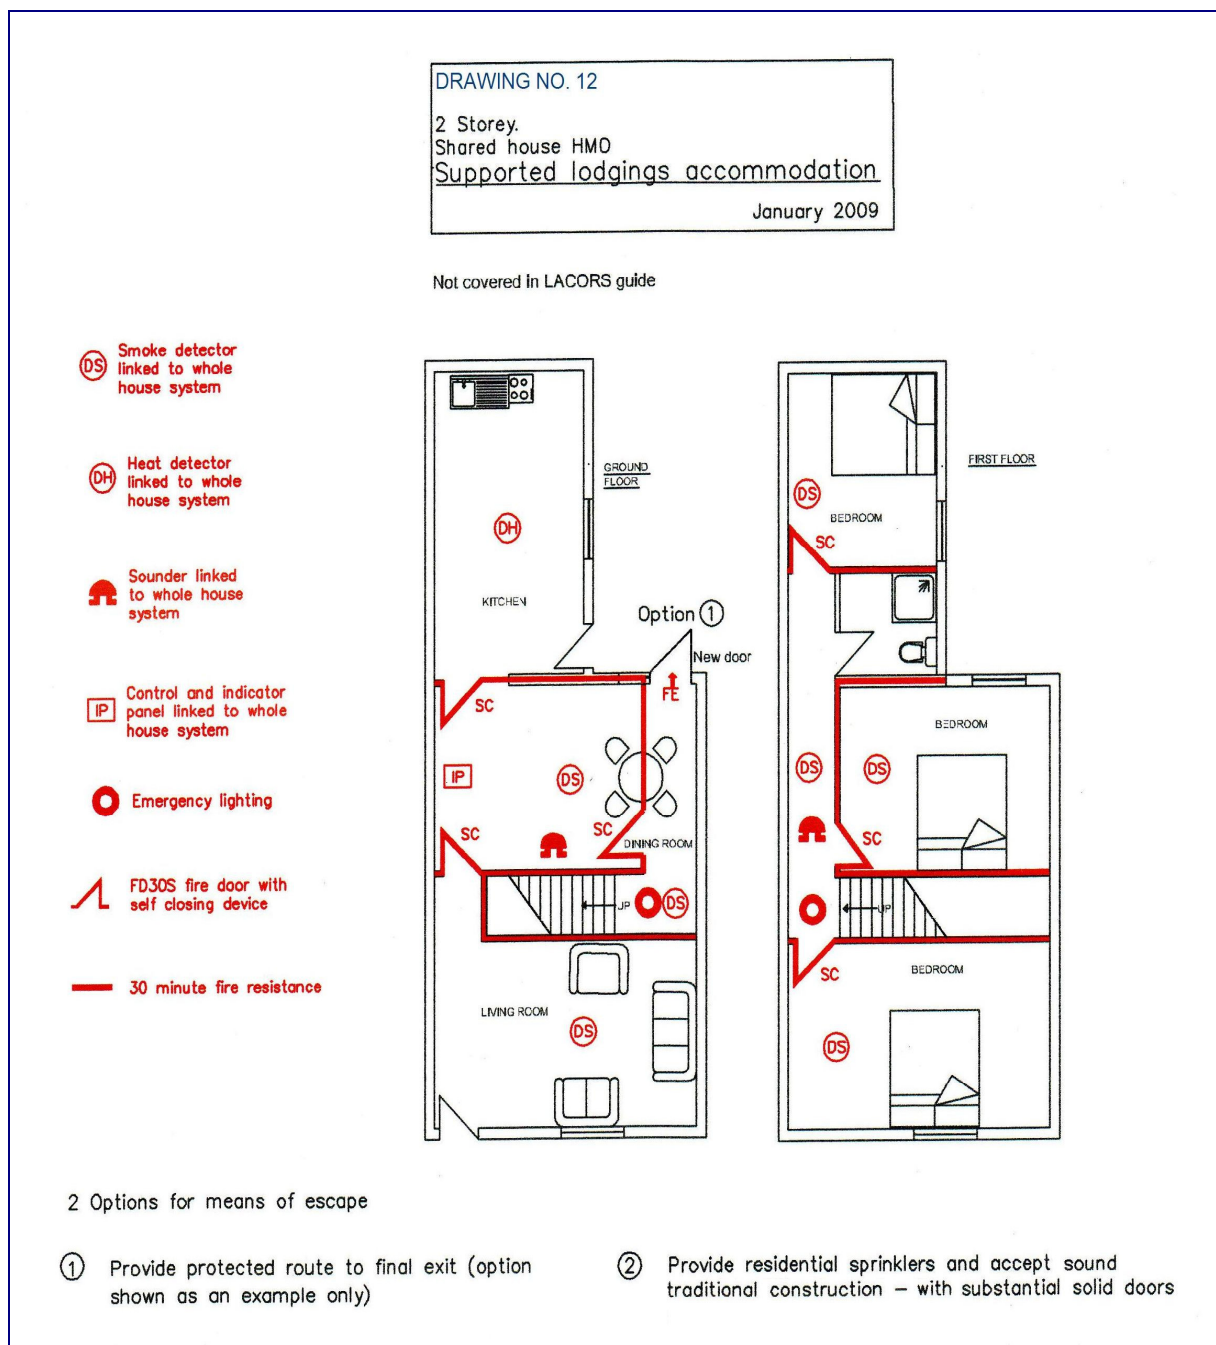 DRAWING NO. 12
2 Storey.
Shared house HMO
Supported lodgings accommodation
January 2009
Not covered in LACORS guide
DS
Smoke detector
linked to whole
house system
DH
Heat detector
linked to whole
house system
Sounder linked
to whole house
system
IP
Control and indicator
panel linked to whole
house system
Emergency lighting
FD30S fire door with
self closing device
30 minute fire resistance
GROUND
FLOOR
DH
KITCHEN
Option 1
New door
FE
SC
IP
DS
SC
SC
DINING ROOM
UP
DS
LIVING ROOM
DS
FIRST FLOOR
DS
BEDROOM
SC
BEDROOM
DS
DS
SC
UP
SC
BEDROOM
DS
2 Options for means of escape
1 Provide protected route to final exit (option
shown as an example only)
2 Provide residential sprinklers and accept sound
traditional construction – with substantial solid doors